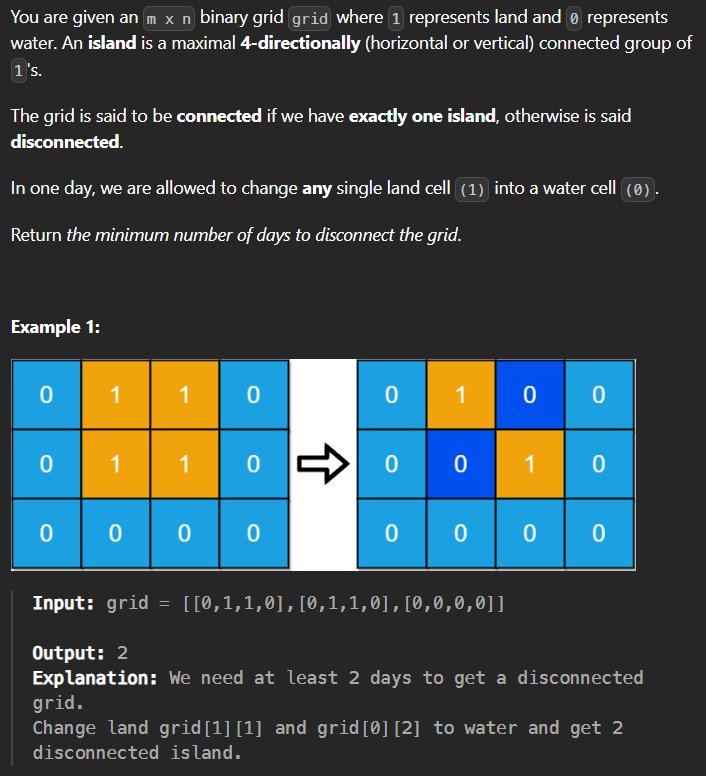 You are given an m x n binary grid grid where 1 represents land and 0 represents
water. An island is a maximal 4-directionally (horizontal or vertical) connected group of
1's.
The grid is said to be connected if we have exactly one island, otherwise is said
disconnected.
In one day, we are allowed to change any single land cell (1) into a water cell (0).
Return the minimum number of days to disconnect the grid.
Example 1:
0 1 1 0 0 1 0 0
0 1 1 0 0 0 1 0
0 0 0 0 0 0 0 0
Input: grid = [[0,1,1,0],[0,1,1,0],[0,0,0,0]]
Output: 2
Explanation: We need at least 2 days to get a disconnected
grid.
Change land grid[1][1] and grid[0][2] to water and get 2
disconnected island.